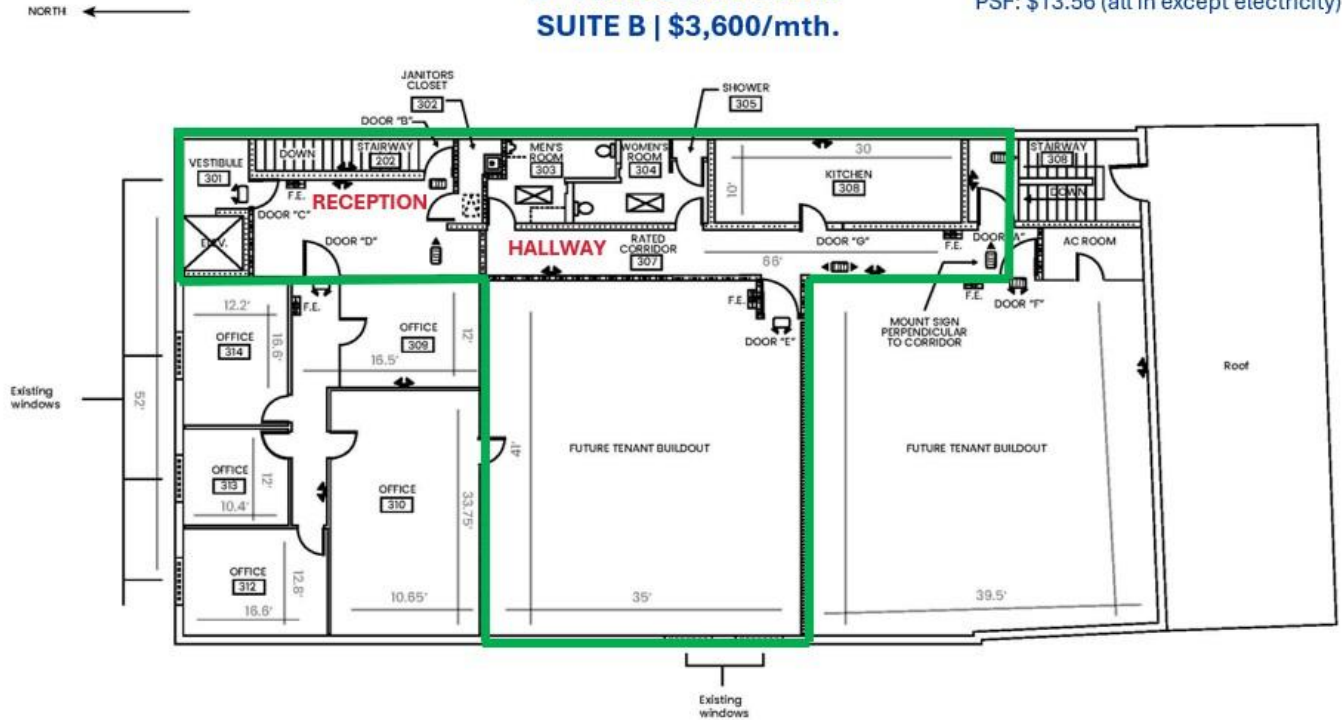 NORTH
PSF: $13.56 (all in except electricity)
SUITE B | $3,600/mth.
JANITORS
CLOSET
302
SHOWER
305
DOOR "B"
DOWN
STAIRWAY
202
VESTIBULE
301
MEN'S
ROOM
303
WOMEN'S
ROOM
304
30
10'
KITCHEN
308
STAIRWAY
308
DOWN
F.E.
RECEPTION
DOOR "C"
ELEV.
DOOR "D"
HALLWAY
RATED
CORRIDOR
307
66'
DOOR "G"
F.E.
DOOR "A"
AC ROOM
F.E.
DOOR "F"
MOUNT SIGN
PERPENDICULAR
TO CORRIDOR
12.2'
16.6'
OFFICE
314
F.E.
OFFICE
309
12'
16.5'
F.E.
DOOR "E"
Existing
windows
52'
OFFICE
313
12'
10.4'
OFFICE
310
33.75'
10.65'
OFFICE
312
12.8'
16.6'
41'
FUTURE TENANT BUILDOUT
35'
FUTURE TENANT BUILDOUT
39.5'
Roof
Existing
windows